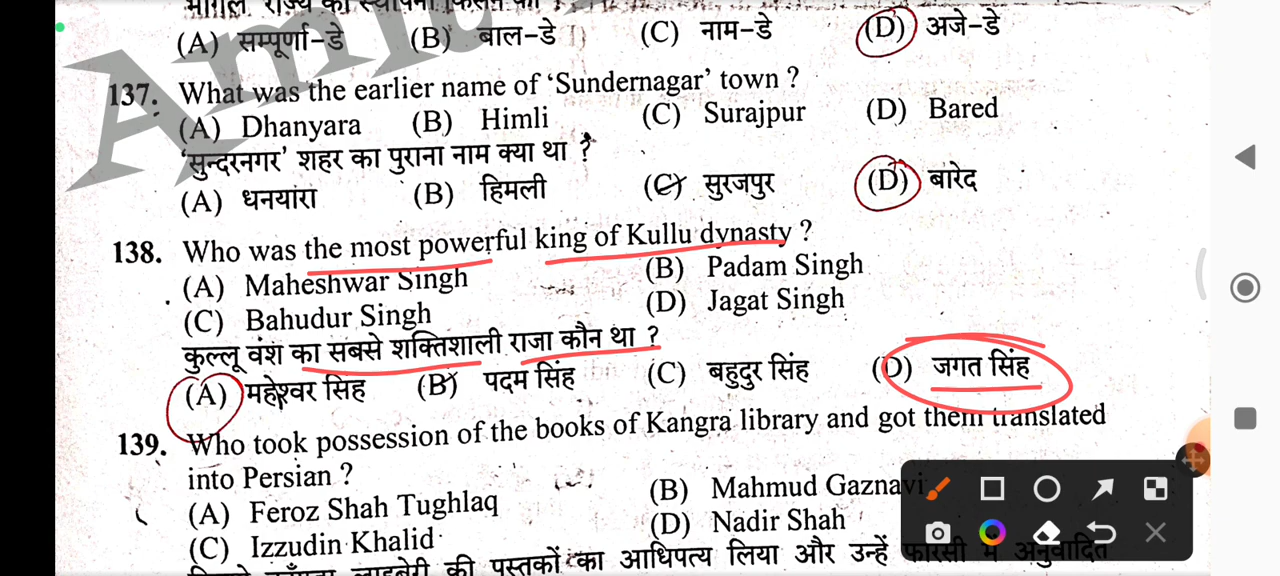 (A) सम्पूर्णा-डे (B) बाल-डे (C) नाम-डे (D) अजे-डे
137. What was the earlier name of ‘Sundernagar’ town ?
(A) Dhanyara (B) Himli (C) Surajpur (D) Bared
‘सुन्दरनगर’ शहर का पुराना नाम क्या था ?
(A) धनयांरा (B) हिमली (C) सुरजपुर (D) बारेद
138. Who was the most powerful king of Kullu dynasty ?
(A) Maheshwar Singh (B) Padam Singh
(C) Bahudur Singh (D) Jagat Singh
कुल्लू वंश का सबसे शक्तिशाली राजा कौन था ?
(A) महेश्वर सिंह (B) पदम सिंह (C) बहुदुर सिंह (D) जगत सिंह
139. Who took possession of the books of Kangra library and got them translated
into Persian ?
(A) Feroz Shah Tughlaq (B) Mahmud Gaznavi
(C) Izzudin Khalid (D) Nadir Shah
की पुस्तकों का आधिपत्य लिया और उन्हें फारसी में अनुवादित